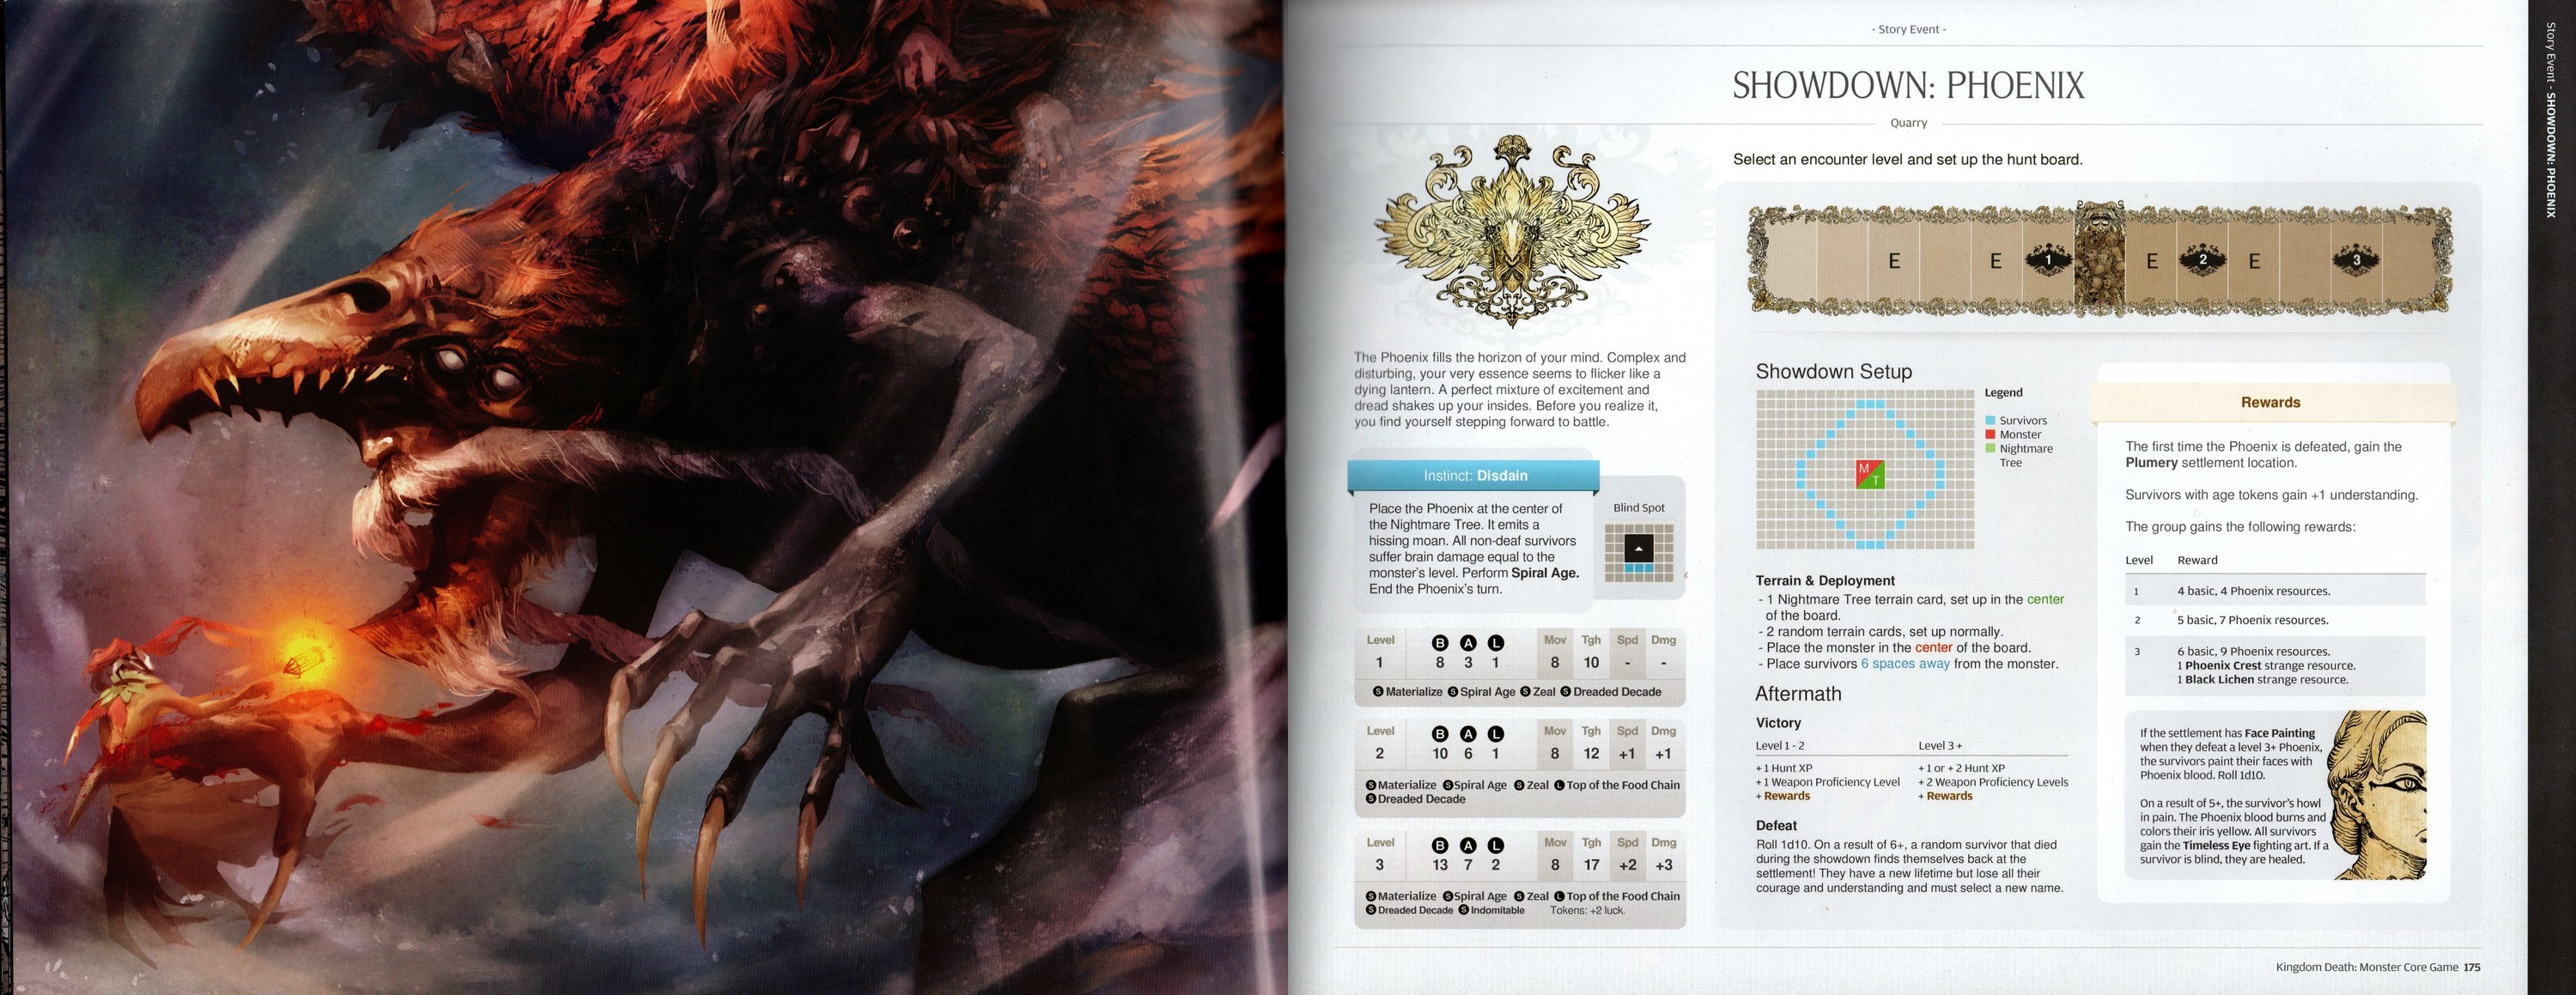 - Story Event -
SHOWDOWN: PHOENIX
Quarry
Select an encounter level and set up the hunt board.
E E 1 E 2 E 3
The Phoenix fills the horizon of your mind. Complex and
disturbing, your very essence seems to flicker like a
dying lantern. A perfect mixture of excitement and
dread shakes up your insides. Before you realize it,
you find yourself stepping forward to battle.
Instinct: Disdain
Place the Phoenix at the center of
the Nightmare Tree. It emits a
hissing moan. All non-deaf survivors
suffer brain damage equal to the
monster's level. Perform Spiral Age.
End the Phoenix's turn.
Blind Spot
Level B A L Mov Tgh Spd Dmg
1 8 3 1 8 10 - -
S Materialize S Spiral Age S Zeal S Dreaded Decade
Level B A L Mov Tgh Spd Dmg
2 10 6 1 8 12 +1 +1
S Materialize S Spiral Age S Zeal L Top of the Food Chain
S Dreaded Decade
Level B A L Mov Tgh Spd Dmg
3 13 7 2 8 17 +2 +3
S Materialize S Spiral Age S Zeal L Top of the Food Chain
S Dreaded Decade S Indomitable Tokens: +2 luck.
Showdown Setup
M
T
Legend
Survivors
Monster
Nightmare
Tree
Terrain & Deployment
- 1 Nightmare Tree terrain card, set up in the center
of the board.
- 2 random terrain cards, set up normally.
- Place the monster in the center of the board.
- Place survivors 6 spaces away from the monster.
Aftermath
Victory
Level 1 - 2 Level 3 +
+ 1 Hunt XP + 1 or + 2 Hunt XP
+ 1 Weapon Proficiency Level + 2 Weapon Proficiency Levels
+ Rewards + Rewards
Defeat
Roll 1d10. On a result of 6+, a random survivor that died
during the showdown finds themselves back at the
settlement! They have a new lifetime but lose all their
courage and understanding and must select a new name.
Rewards
The first time the Phoenix is defeated, gain the
Plumery settlement location.
Survivors with age tokens gain +1 understanding.
The group gains the following rewards:
Level Reward
1 4 basic, 4 Phoenix resources.
2 5 basic, 7 Phoenix resources.
3 6 basic, 9 Phoenix resources.
1 Phoenix Crest strange resource.
1 Black Lichen strange resource.
If the settlement has Face Painting
when they defeat a level 3+ Phoenix,
the survivors paint their faces with
Phoenix blood. Roll 1d10.
On a result of 5+, the survivor's howl
in pain. The Phoenix blood burns and
colors their iris yellow. All survivors
gain the Timeless Eye fighting art. If a
survivor is blind, they are healed.
Kingdom Death: Monster Core Game 175
Story Event - SHOWDOWN: PHOENIX